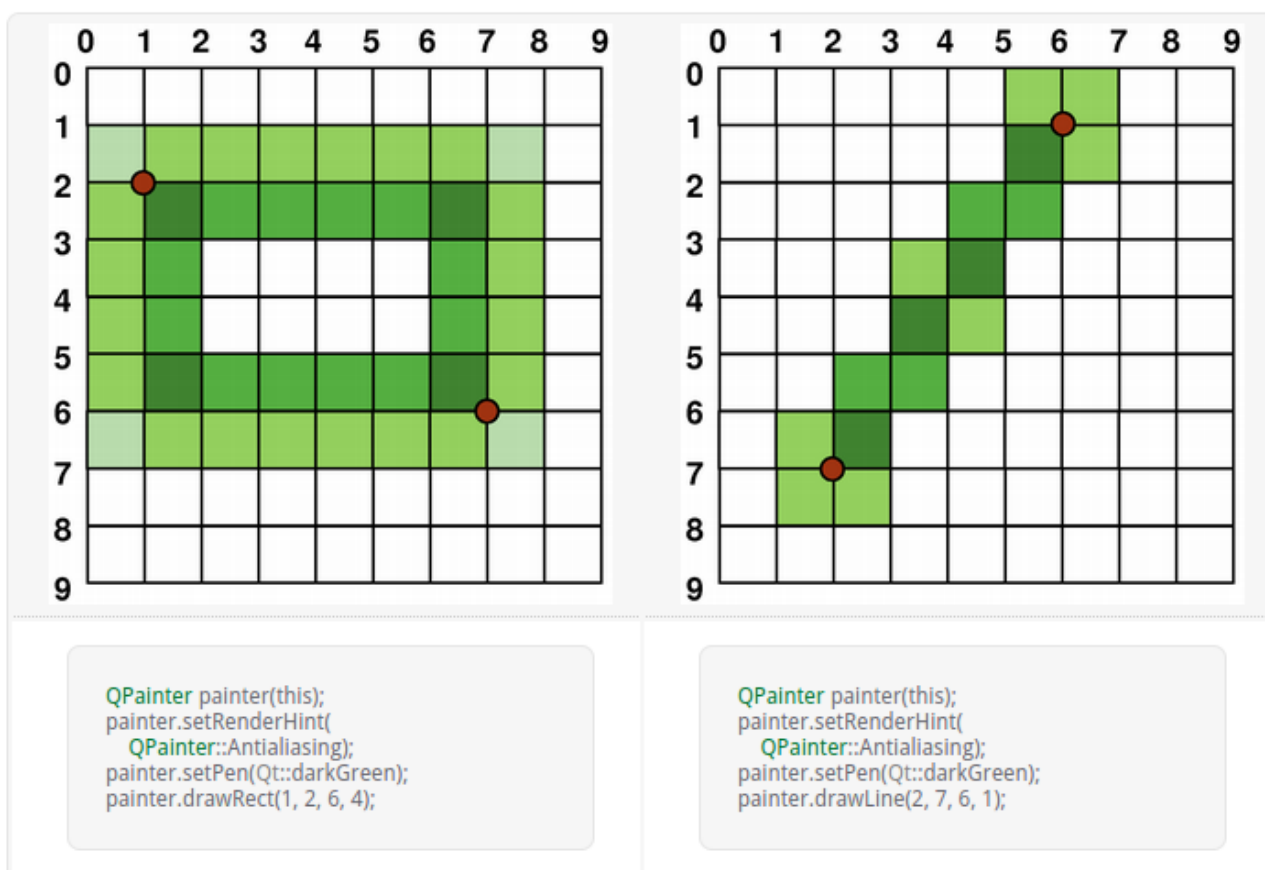 0 1 2 3 4 5 6 7 8 9
0
1
2
3
4
5
6
7
8
9
0 1 2 3 4 5 6 7 8 9
0
1
2
3
4
5
6
7
8
9
QPainter painter(this);
painter.setRenderHint(
QPainter::Antialiasing);
painter.setPen(Qt::darkGreen);
painter.drawRect(1, 2, 6, 4);
QPainter painter(this);
painter.setRenderHint(
QPainter::Antialiasing);
painter.setPen(Qt::darkGreen);
painter.drawLine(2, 7, 6, 1);